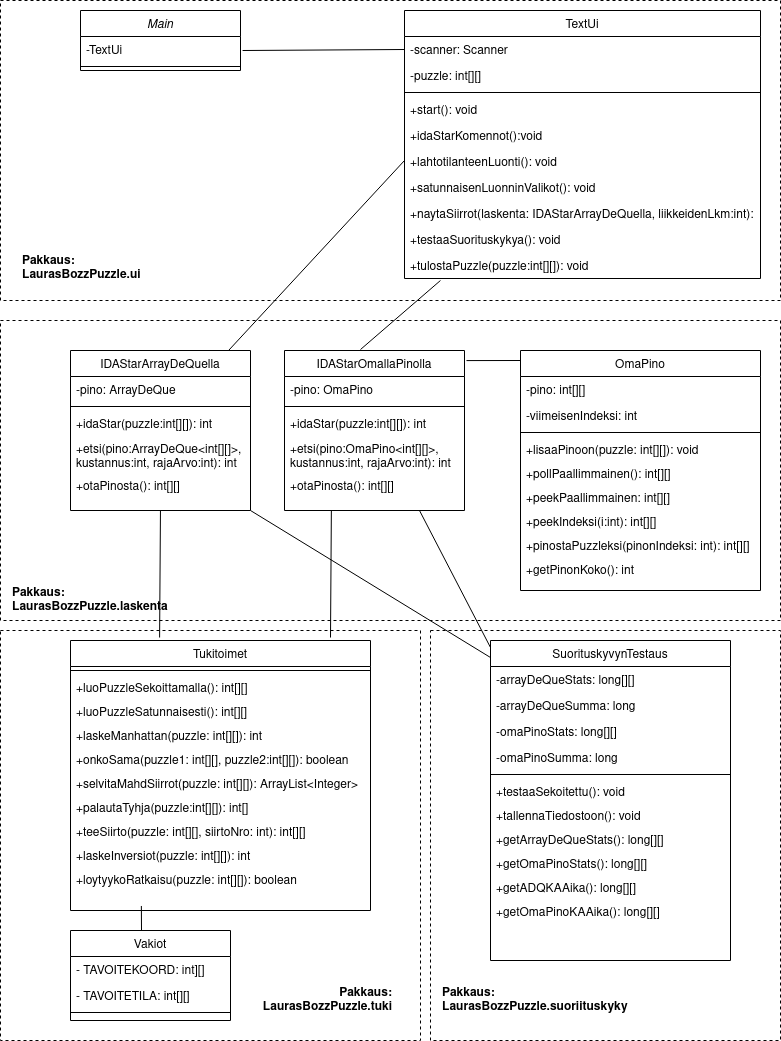 Main
-TextUi
TextUi
-scanner: Scanner
-puzzle: int[][]
+start(): void
+idaStarKomennot():void
+lahtotilanteenLuonti(): void
+satunnaisenLuonninValikot(): void
+naytaSiirrot(laskenta: IDAStarArrayDeQuella, liikkeidenLkm:int):
+testaaSuorituskykya(): void
+tulostaPuzzle(puzzle:int[][]): void
Pakkaus:
LaurasBozzPuzzle.ui
IDAStarArrayDeQuella
-pino: ArrayDeQue
+idaStar(puzzle:int[][]): int
+etsi(pino:ArrayDeQue<int[][]>,
kustannus:int, rajaArvo:int): int
+otaPinosta(): int[][]
IDAStarOmallaPinolla
-pino: OmaPino
+idaStar(puzzle:int[][]): int
+etsi(pino:OmaPino<int[][]>,
kustannus:int, rajaArvo:int): int
+otaPinosta(): int[][]
OmaPino
-pino: int[][]
-viimeisenIndeksi: int
+lisaaPinoon(puzzle: int[][]): void
+pollPaallimmainen(): int[][]
+peekPaallimmainen: int[][]
+peekIndeksi(i:int): int[][]
+pinostaPuzzleksi(pinonIndeksi: int): int[][]
+getPinonKoko(): int
Pakkaus:
LaurasBozzPuzzle.laskenta
Tukitoimet
+luoPuzzleSekoittamalla(): int[][]
+luoPuzzleSatunnaisesti(): int[][]
+laskeManhattan(puzzle: int[][]): int
+onkoSama(puzzle1: int[][], puzzle2:int[][]): boolean
+selvitaMahdSiirrot(puzzle: int[][]): ArrayList<Integer>
+palautaTyhja(puzzle:int[][]): int[]
+teeSiirto(puzzle: int[][], siirtoNro: int): int[][]
+laskeInversiot(puzzle: int[][]): int
+loytyykoRatkaisu(puzzle: int[][]): boolean
Vakiot
- TAVOITEKOORD: int][]
- TAVOITETILA: int[][]
Pakkaus:
LaurasBozzPuzzle.tuki
SuorituskyvynTestaus
-arrayDeQueStats: long[][]
-arrayDeQueSumma: long
-omaPinoStats: long[][]
-omaPinoSumma: long
+testaaSekoitettu(): void
+tallennaTiedostoon(): void
+getArrayDeQueStats(): long[][]
+getOmaPinoStats(): long[][]
+getADQKAAika(): long[][]
+getOmaPinoKAAika(): long[][]
Pakkaus:
LaurasBozzPuzzle.suoriituskyky